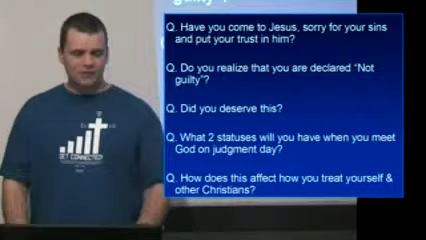 guilty"?
Q. Have you come to Jesus, sorry for your sins
and put your trust in him?
Q. Do you realize that you are declared “Not
guilty”?
Q. Did you deserve this?
Q. What 2 statuses will you have when you meet
God on judgment day?
Q. How does this affect how you treat yourself &
other Christians?
GET CONNECTED